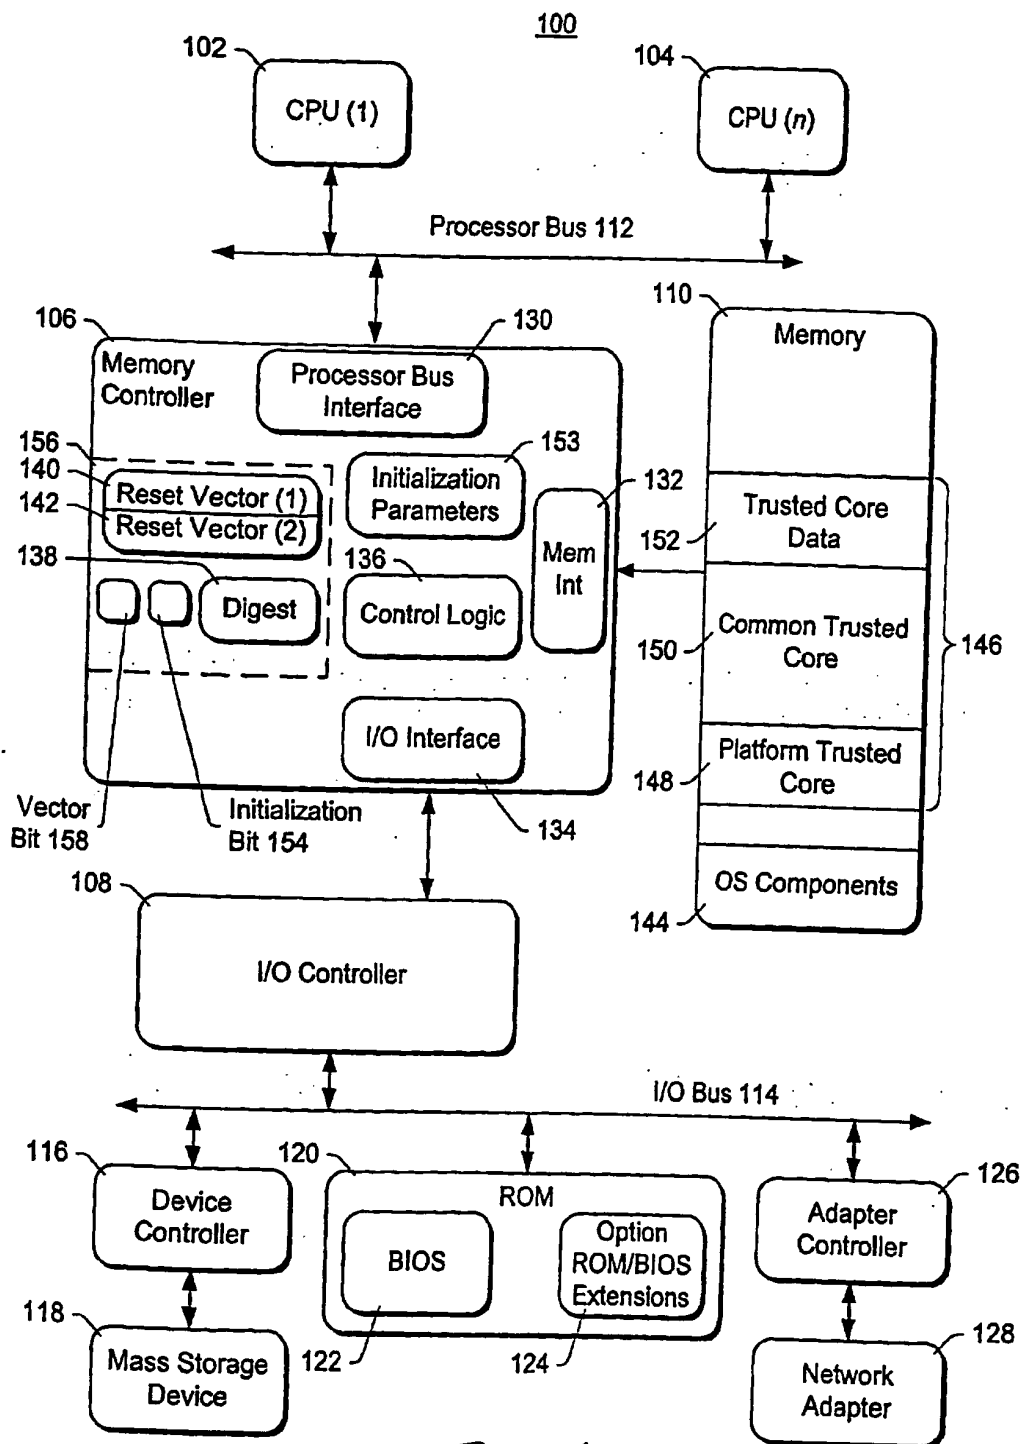 100
102
CPU (1)
104
CPU (n)
Processor Bus 112
106
Memory
Controller
130
Processor Bus
Interface
110
Memory
156
140
Reset Vector (1)
142
Reset Vector (2)
138
Digest
153
Initialization
Parameters
136
Control Logic
132
Mem
Int
152
Trusted Core
Data
150
Common Trusted
Core
146
148
Platform Trusted
Core
144
OS Components
I/O Interface
134
Vector
Bit 158
Initialization
Bit 154
108
I/O Controller
I/O Bus 114
116
Device
Controller
118
Mass Storage
Device
120
ROM
BIOS
122
Option
ROM/BIOS
Extensions
124
126
Adapter
Controller
128
Network
Adapter